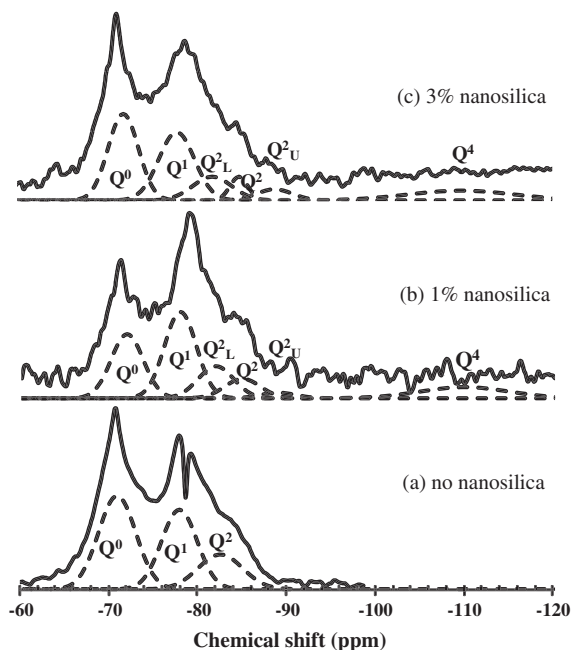 (c) 3% nanosilica
Q⁰ Q¹ Q²L Q² Q²U Q⁴
(b) 1% nanosilica
Q⁰ Q¹ Q²L Q² Q²U Q⁴
(a) no nanosilica
Q⁰ Q¹ Q²
-60 -70 -80 -90 -100 -110 -120
Chemical shift (ppm)